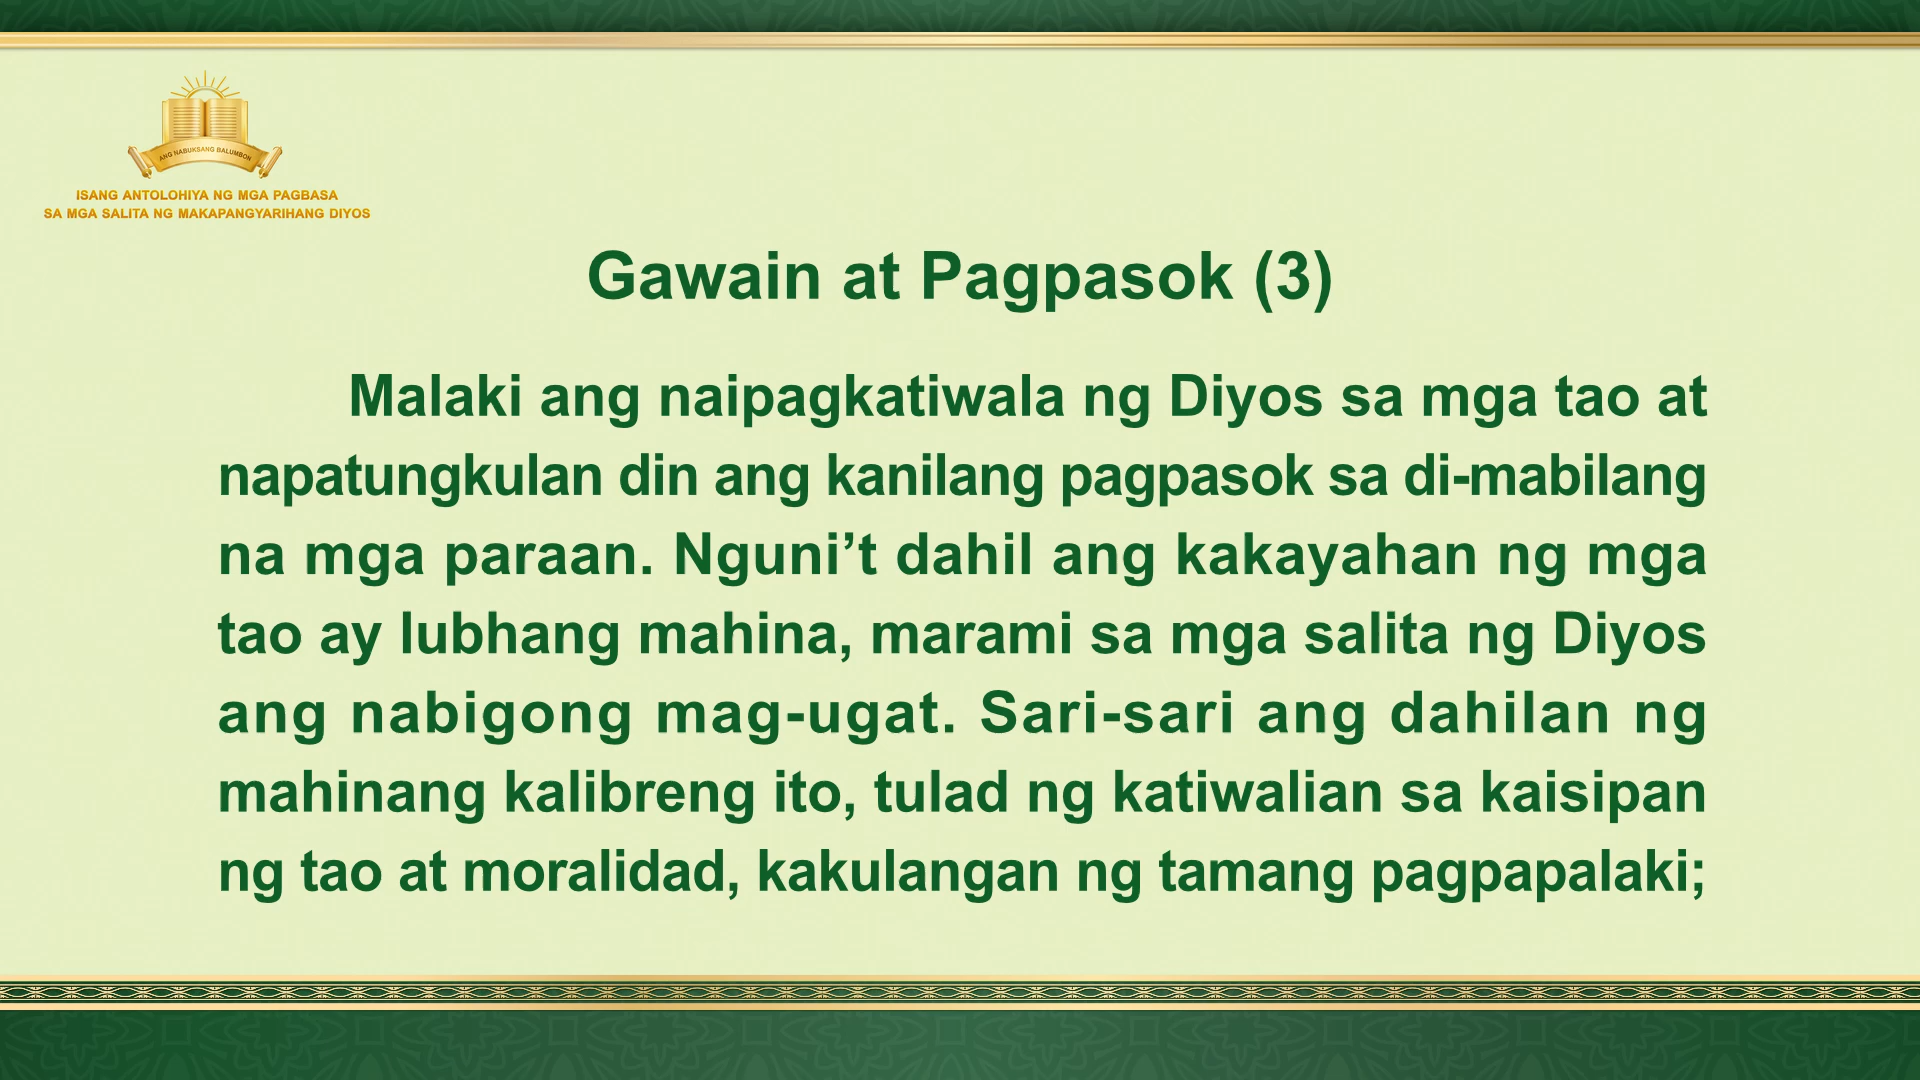 ANG NABUKSANG BALUMBON
ISANG ANTOLOHIYA NG MGA PAGBASA
SA MGA SALITA NG MAKAPANGYARIHANG DIYOS
Gawain at Pagpasok (3)
Malaki ang naipagkatiwala ng Diyos sa mga tao at
napatungkulan din ang kanilang pagpasok sa di-mabilang
na mga paraan. Nguni’t dahil ang kakayahan ng mga
tao ay lubhang mahina, marami sa mga salita ng Diyos
ang nabigong mag-ugat. Sari-sari ang dahilan ng
mahinang kalibreng ito, tulad ng katiwalian sa kaisipan
ng tao at moralidad, kakulangan ng tamang pagpapalaki;